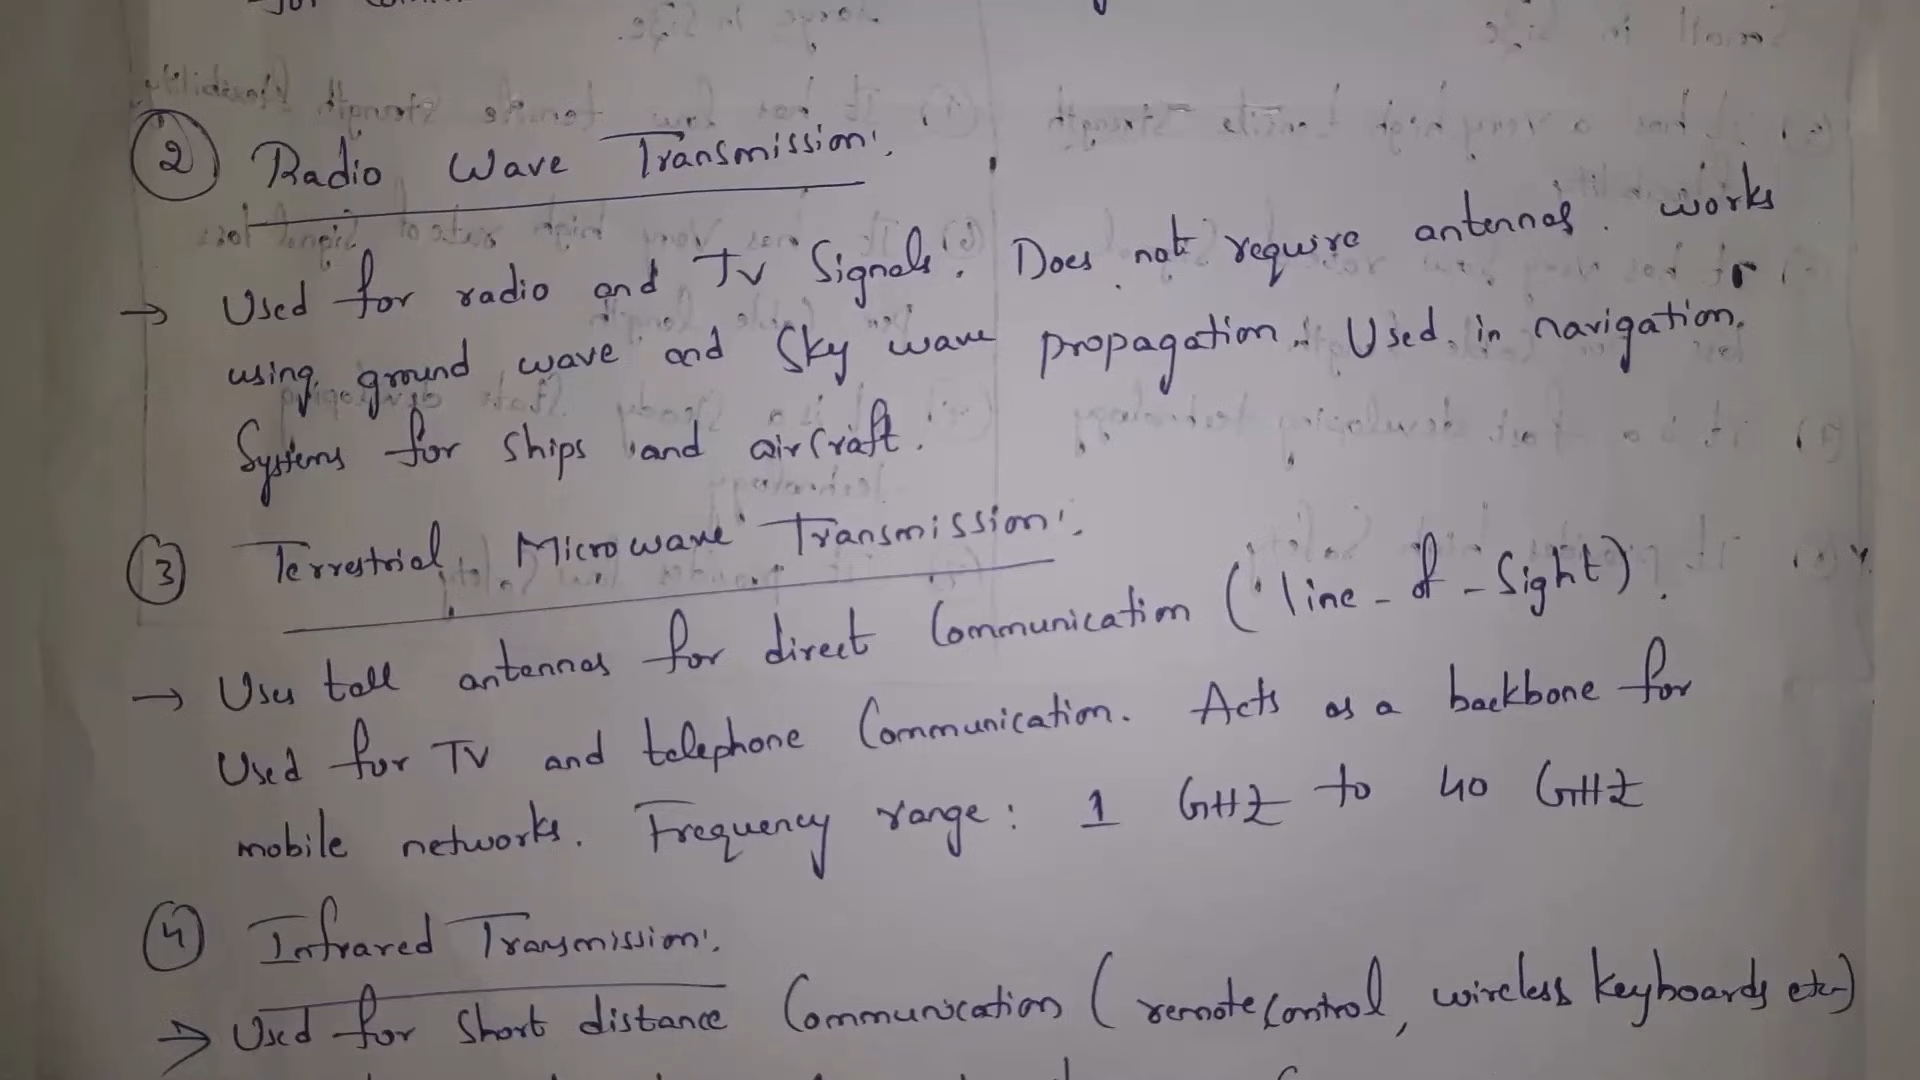 for
② Radio Wave Transmission:
→ Used for radio and TV Signals. Does not require antennas. works
using ground wave and Sky wave propagation. Used in navigation
Systems for ships and aircraft.
③ Terrestrial Microwave Transmission:
→ Uses tall antennas for direct Communication (line-of-Sight).
Used for TV and telephone Communication. Acts as a backbone for
mobile networks. Frequency range: 1 GHZ to 40 GHZ
④ Infrared Transmission:
→ Used for Short distance Communication (remote control, wireless keyboards etc)